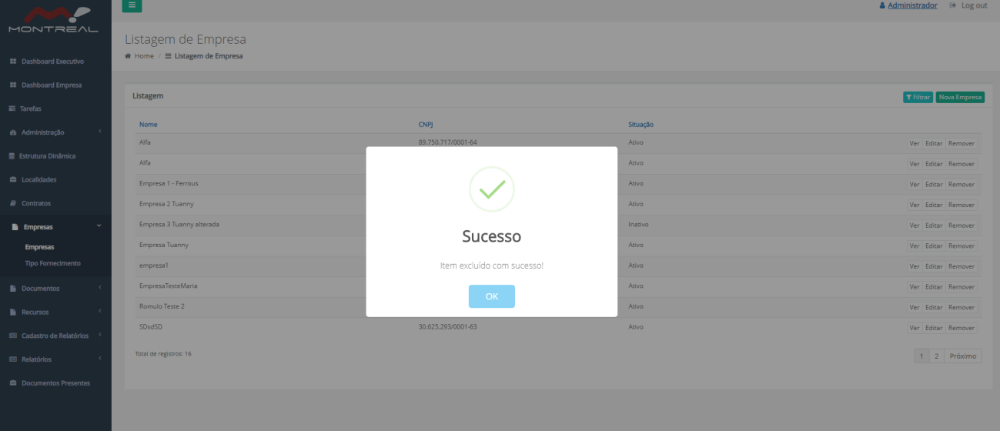 MONTREAL
Administrador Log out
Listagem de Empresa
Home / Listagem de Empresa
Dashboard Executivo
Dashboard Empresa
Tarefas
Administração
Estrutura Dinâmica
Localidades
Contratos
Empresas
Empresas
Tipo Fornecimento
Documentos
Recursos
Cadastro de Relatórios
Relatórios
Documentos Presentes
Listagem
Filtrar Nova Empresa
Nome CNPJ Situação
Alfa 89.750.717/0001-64 Ativo Ver Editar Remover
Alfa Ativo Ver Editar Remover
Empresa 1 - Ferrous Ativo Ver Editar Remover
Empresa 2 Tuanny Ativo Ver Editar Remover
Empresa 3 Tuanny alterada Inativo Ver Editar Remover
Empresa Tuanny Ativo Ver Editar Remover
empresa1 Ativo Ver Editar Remover
EmpresaTesteMaria Ativo Ver Editar Remover
Romulo Teste 2 Ativo Ver Editar Remover
SDsdSD 30.625.293/0001-63 Ativo Ver Editar Remover
Total de registros: 16
1 2 Próximo
Sucesso
Item excluído com sucesso!
OK